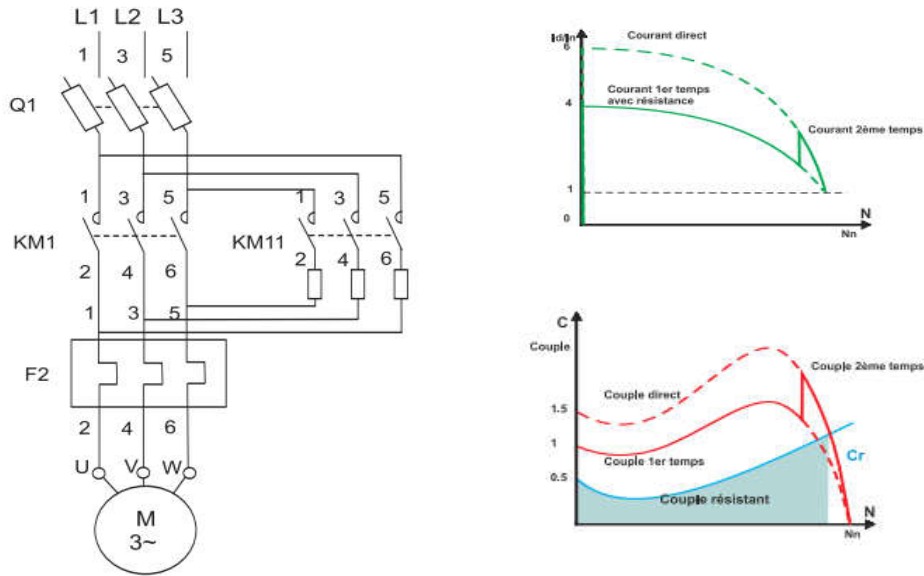 L1 L2 L3
1 3 5
Q1
1 3 5
1 3 5
KM1
KM11
2 4 6
2 4 6
1 3 5
F2
2 4 6
U V W
M
3~
Id/In
6
Courant direct
Courant 1er temps
avec résistance
4
Courant 2ème temps
1
0
N
Nn
C
Couple
Couple 2ème temps
Couple direct
1.5
1
Couple 1er temps
Cr
0.5
Couple résistant
N
Nn